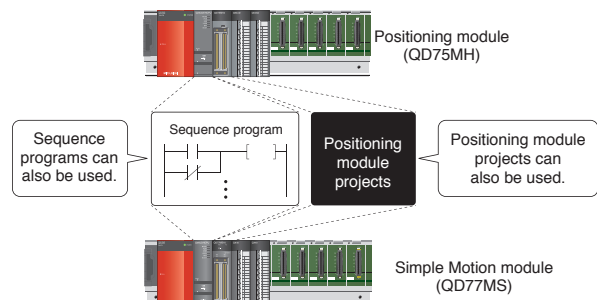 Positioning module
(QD75MH)
Sequence
programs can
also be used.
Sequence program
Positioning
module
projects
Positioning module
projects can
also be used.
Simple Motion module
(QD77MS)